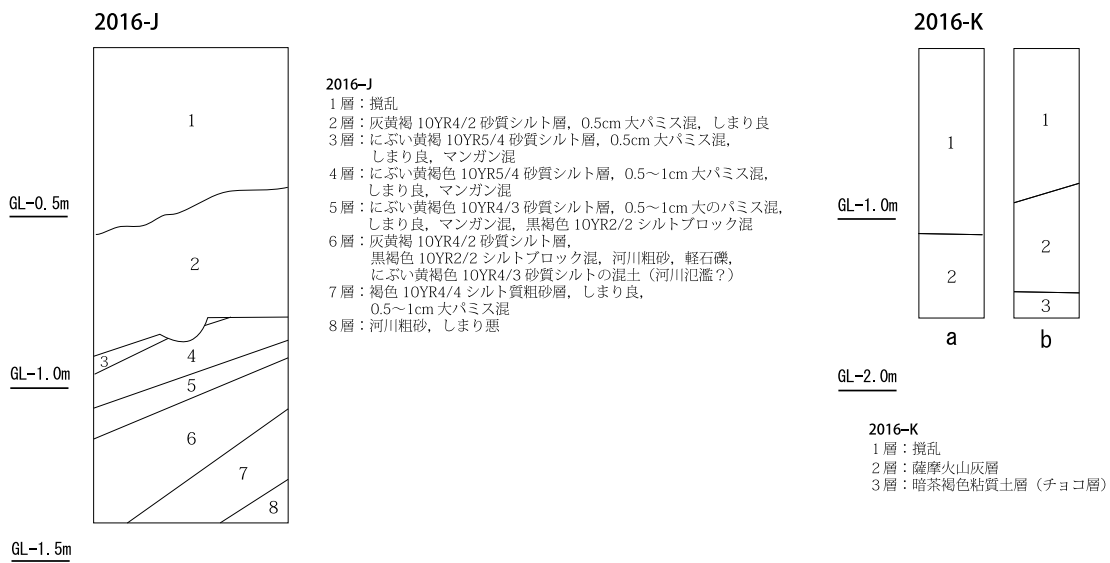 2016-J
1
2
3
4
5
6
7
8
GL-0.5m
GL-1.0m
GL-1.5m
2016-J
1層：撹乱
2層：灰黄褐 10YR4/2 砂質シルト層，0.5cm 大パミス混，しまり良
3層：にぶい黄褐 10YR5/4 砂質シルト層，0.5cm 大パミス混，
しまり良，マンガン混
4層：にぶい黄褐色 10YR5/4 砂質シルト層，0.5〜1cm 大パミス混，
しまり良，マンガン混
5層：にぶい黄褐色 10YR4/3 砂質シルト層，0.5〜1cm 大のパミス混，
しまり良，マンガン混，黒褐色 10YR2/2 シルトブロック混
6層：灰黄褐 10YR4/2 砂質シルト層，
黒褐色 10YR2/2 シルトブロック混，河川粗砂，軽石礫，
にぶい黄褐色 10YR4/3 砂質シルトの混土（河川氾濫？）
7層：褐色 10YR4/4 シルト質粗砂層，しまり良，
0.5〜1cm 大パミス混
8層：河川粗砂，しまり悪
2016-K
1
2
a
1
2
3
b
GL-1.0m
GL-2.0m
2016-K
1層：撹乱
2層：薩摩火山灰層
3層：暗茶褐色粘質土層（チョコ層）